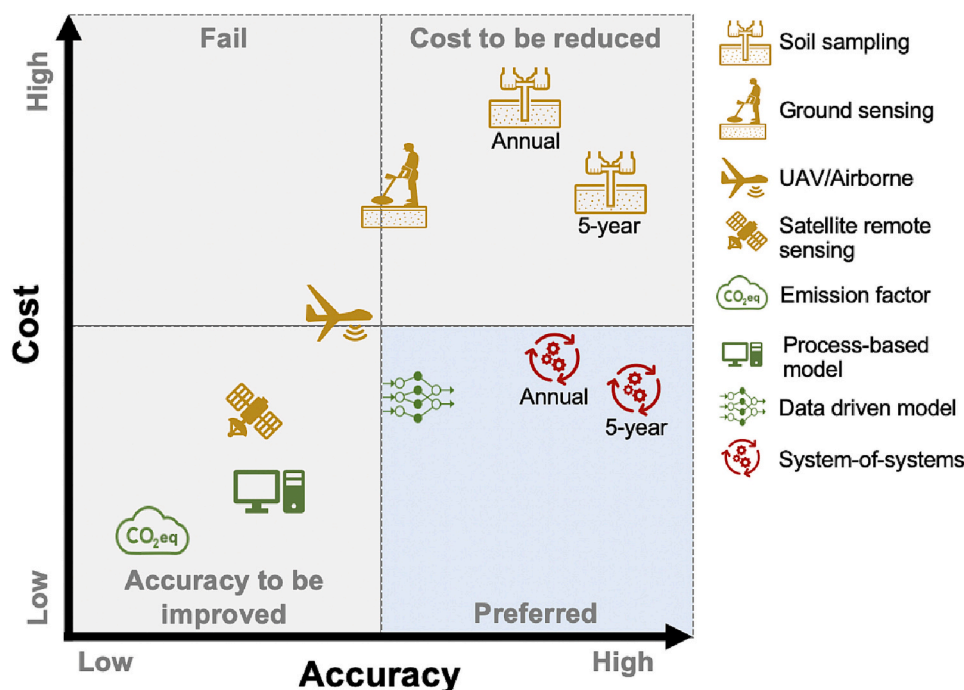 Fail
Cost to be reduced
High
Annual
5-year
Cost
Annual
5-year
CO2eq
Accuracy to be
improved
Preferred
Low
Low
Accuracy
High
Soil sampling
Ground sensing
UAV/Airborne
Satellite remote
sensing
CO2eq
Emission factor
Process-based
model
Data driven model
System-of-systems